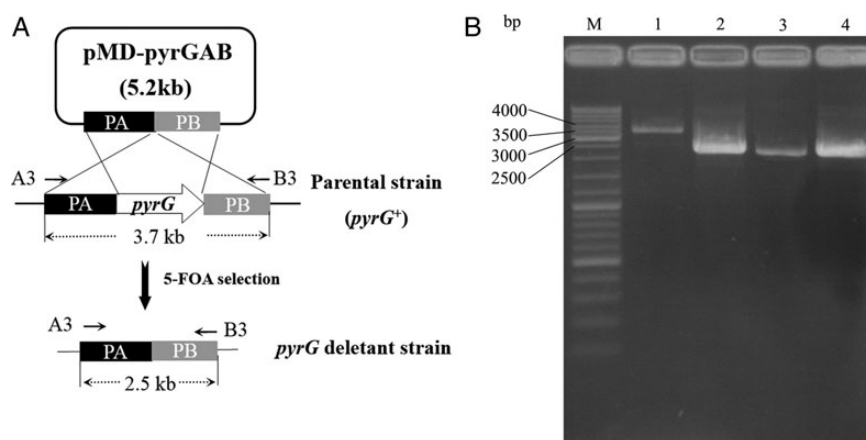 A
pMD-pyrGAB
(5.2kb)
PA PB
A3 B3
PA pyrG PB
Parental strain
(pyrG⁺)
3.7 kb
5-FOA selection
A3 B3
PA PB
pyrG deletant strain
2.5 kb
B bp M 1 2 3 4
4000
3500
3000
2500